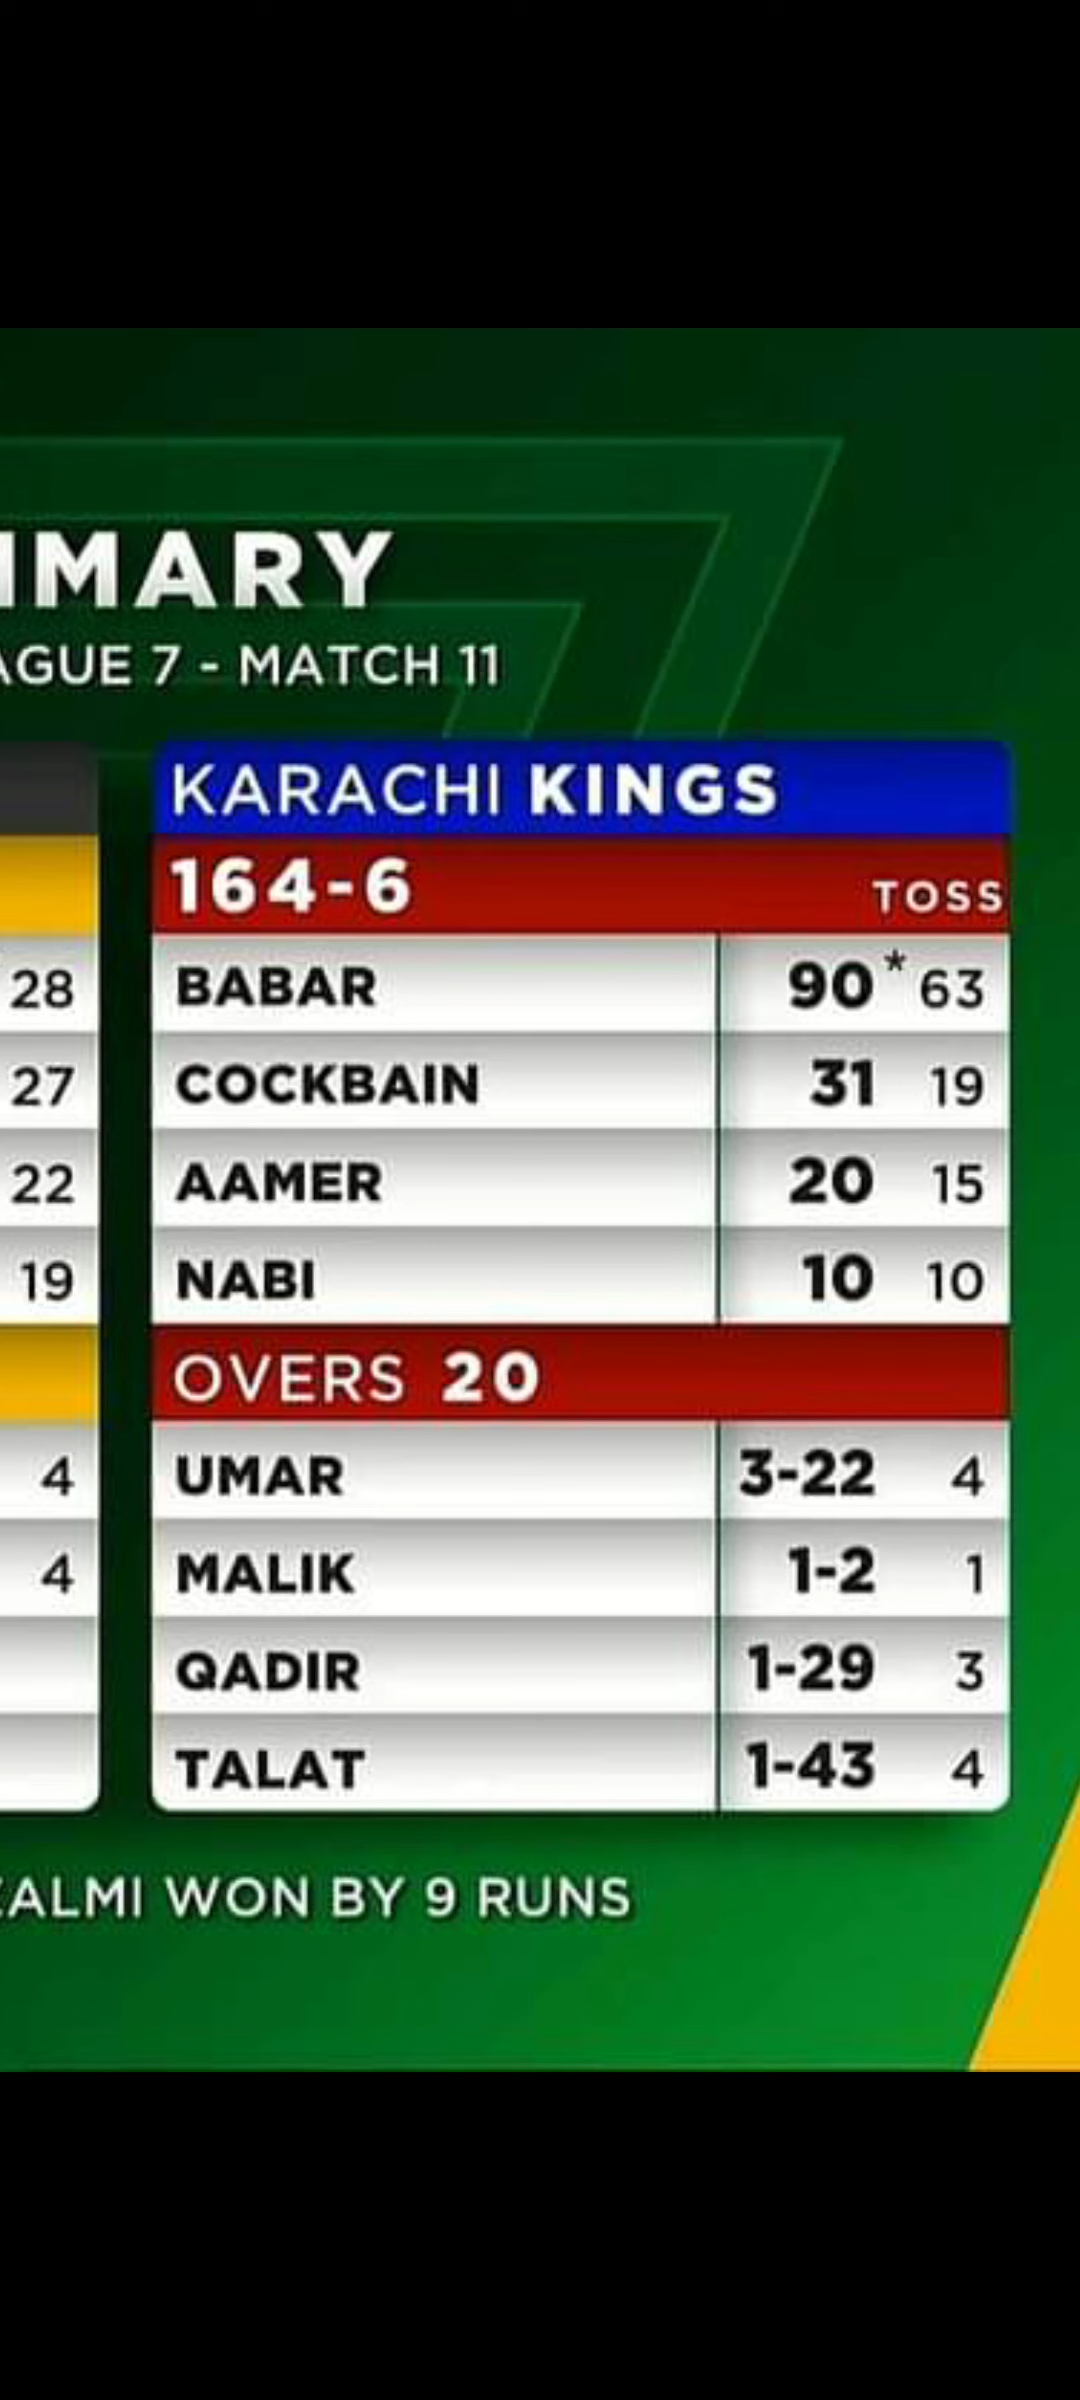 MMARY
AGUE 7 - MATCH 11
28
27
22
19
4
4
KARACHI KINGS
164-6 TOSS
BABAR 90* 63
COCKBAIN 31 19
AAMER 20 15
NABI 10 10
OVERS 20
UMAR 3-22 4
MALIK 1-2 1
QADIR 1-29 3
TALAT 1-43 4
ZALMI WON BY 9 RUNS